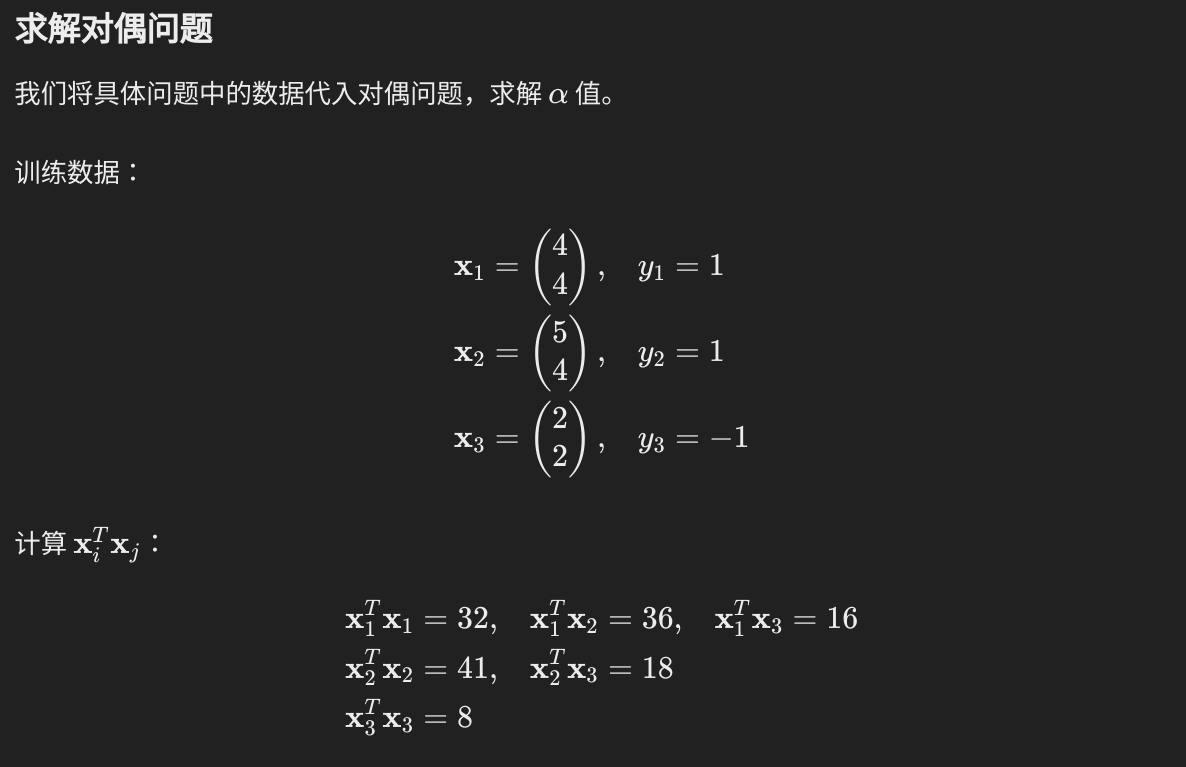 求解对偶问题
我们将具体问题中的数据代入对偶问题，求解 α 值。
训练数据：
$\mathbf{x}_1 = \begin{pmatrix} 4 \\ 4 \end{pmatrix}, \quad y_1 = 1$
$\mathbf{x}_2 = \begin{pmatrix} 5 \\ 4 \end{pmatrix}, \quad y_2 = 1$
$\mathbf{x}_3 = \begin{pmatrix} 2 \\ 2 \end{pmatrix}, \quad y_3 = -1$
计算 $\mathbf{x}_i^T \mathbf{x}_j$：
$\mathbf{x}_1^T \mathbf{x}_1 = 32, \quad \mathbf{x}_1^T \mathbf{x}_2 = 36, \quad \mathbf{x}_1^T \mathbf{x}_3 = 16$
$\mathbf{x}_2^T \mathbf{x}_2 = 41, \quad \mathbf{x}_2^T \mathbf{x}_3 = 18$
$\mathbf{x}_3^T \mathbf{x}_3 = 8$